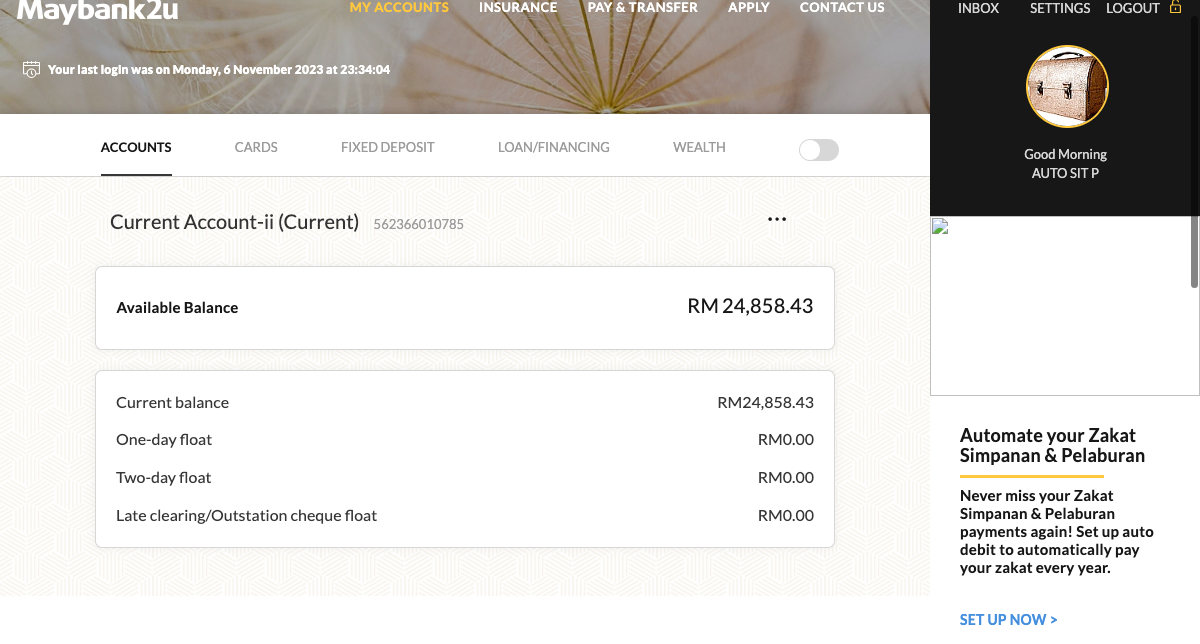 Maybank2u
MY ACCOUNTS INSURANCE PAY & TRANSFER APPLY CONTACT US
INBOX SETTINGS LOGOUT
Your last login was on Monday, 6 November 2023 at 23:34:04
Good Morning
AUTO SIT P
ACCOUNTS CARDS FIXED DEPOSIT LOAN/FINANCING WEALTH
Current Account-ii (Current) 562366010785
Available Balance RM 24,858.43
Current balance RM24,858.43
One-day float RM0.00
Two-day float RM0.00
Late clearing/Outstation cheque float RM0.00
Automate your Zakat
Simpanan & Pelaburan
Never miss your Zakat
Simpanan & Pelaburan
payments again! Set up auto
debit to automatically pay
your zakat every year.
SET UP NOW >